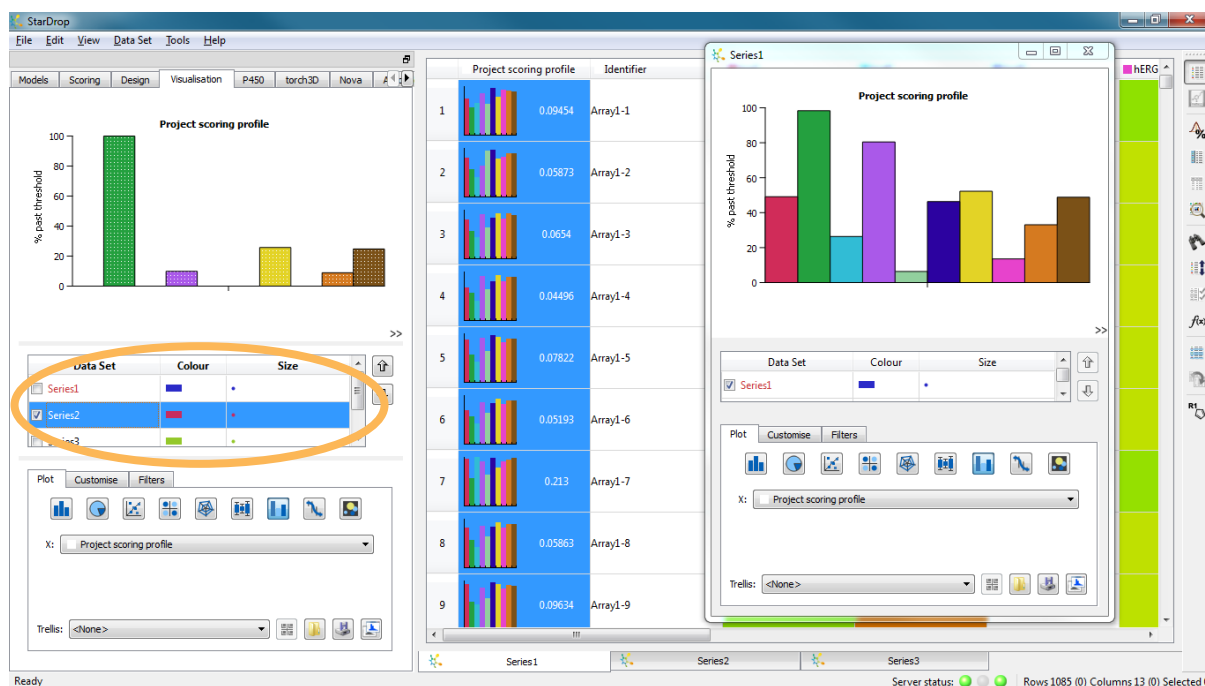 StarDrop
File Edit View Data Set Tools Help
Models Scoring Design Visualisation P450 torch3D Nova
Project scoring profile
% past threshold
100
80
60
40
20
0
>>
Data Set Colour Size
Series1
Series2
Series3
Plot Customise Filters
X: Project scoring profile
Trellis: <None>
Project scoring profile Identifier
1 0.09454 Array1-1
2 0.05873 Array1-2
3 0.0654 Array1-3
4 0.04496 Array1-4
5 0.07822 Array1-5
6 0.05193 Array1-6
7 0.213 Array1-7
8 0.05863 Array1-8
9 0.09634 Array1-9
hERG
Series1
Project scoring profile
% past threshold
100
80
60
40
20
0
>>
Data Set Colour Size
Series1
Plot Customise Filters
X: Project scoring profile
Trellis: <None>
%
f(x)
R1
Series1 Series2 Series3
Ready
Server status: Rows 1085 (0) Columns 13 (0) Selected